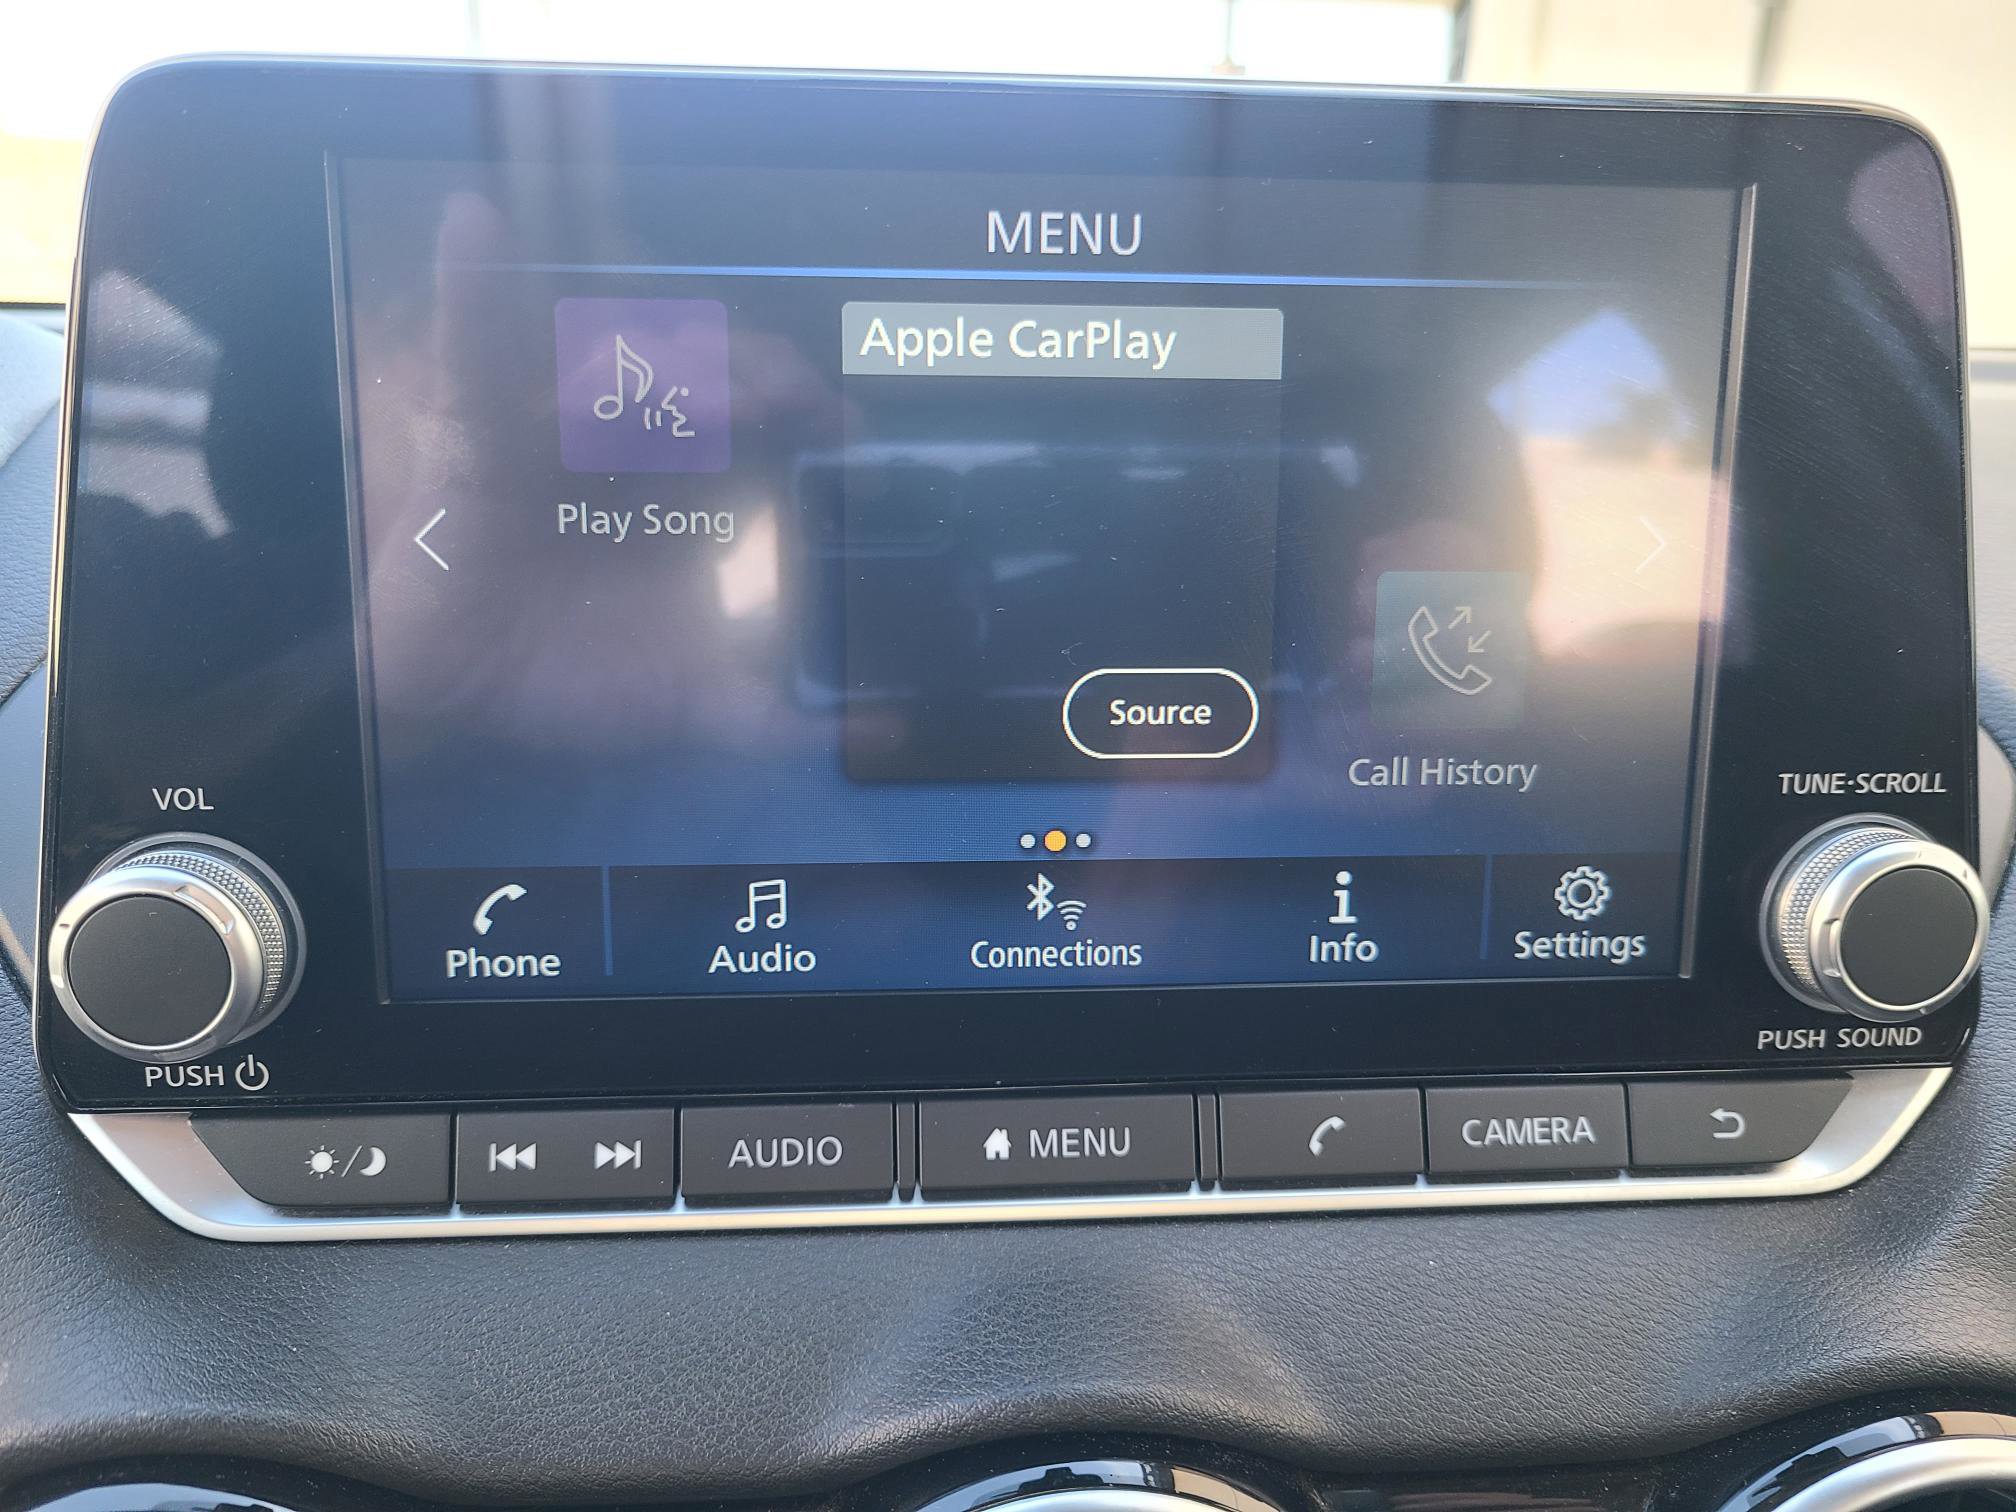 MENU
Apple CarPlay
Play Song
Source
Call History
VOL
TUNE·SCROLL
Phone
Audio
Connections
Info
Settings
PUSH
PUSH SOUND
AUDIO
MENU
CAMERA